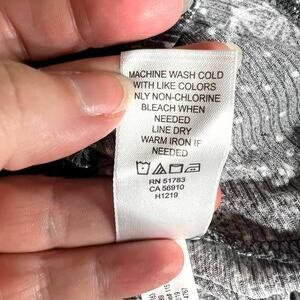 MACHINE WASH COLD
WITH LIKE COLORS
NLY NON-CHLORINE
BLEACH WHEN
NEEDED
LINE DRY
WARM IRON IF
NEEDED
RN 51783
CA 56910
H1219